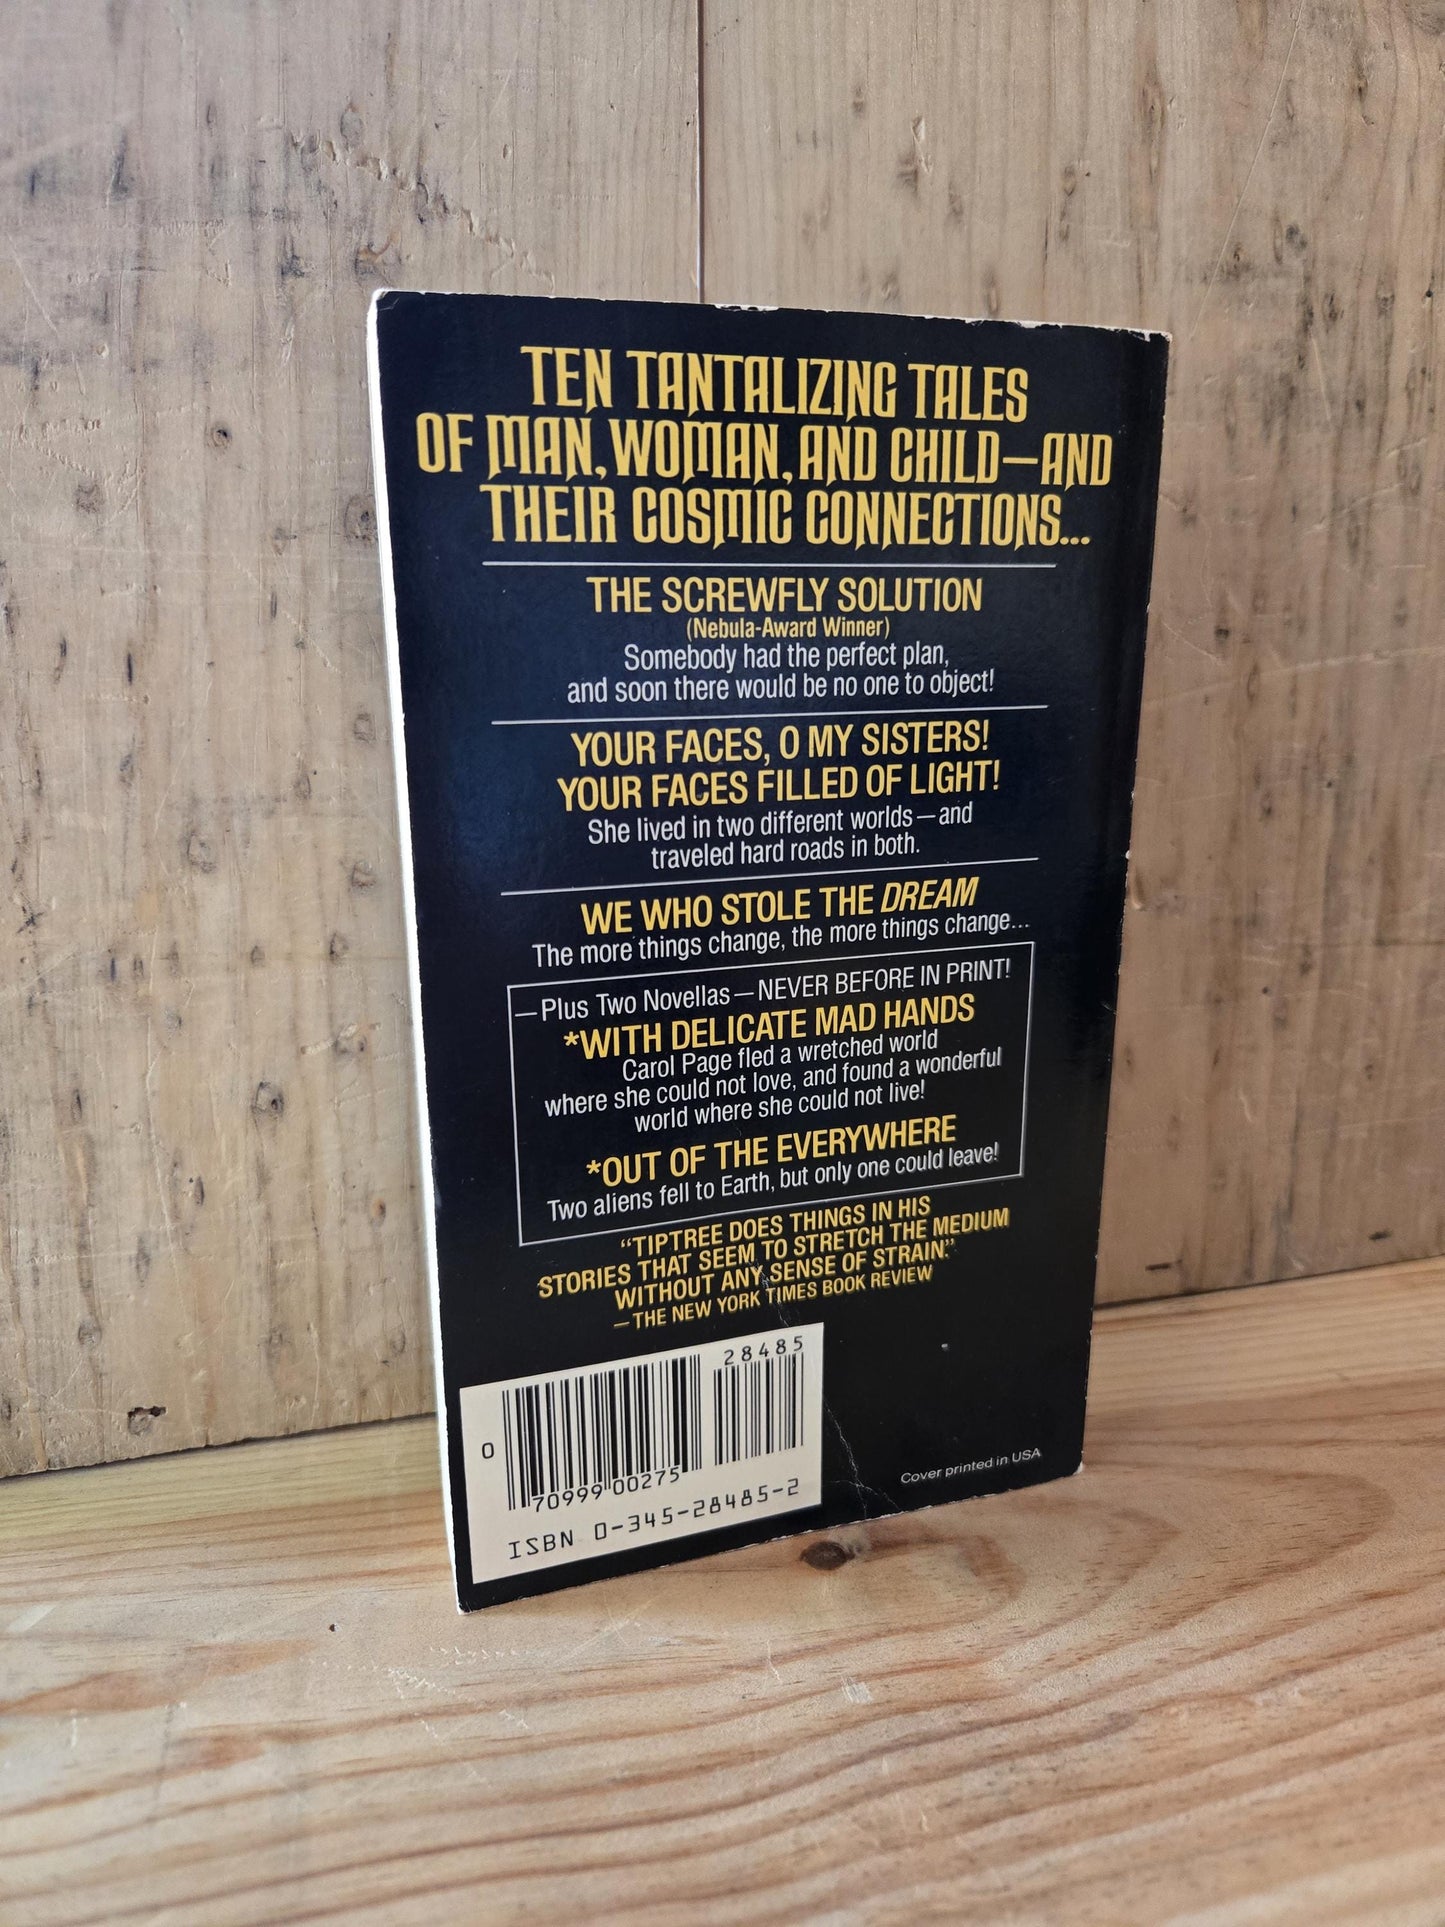 TEN TANTALIZING TALES
OF MAN, WOMAN, AND CHILD—AND
THEIR COSMIC CONNECTIONS...
THE SCREWFLY SOLUTION
(Nebula-Award Winner)
Somebody had the perfect plan,
and soon there would be no one to object!
YOUR FACES, O MY SISTERS!
YOUR FACES FILLED OF LIGHT!
She lived in two different worlds—and
traveled hard roads in both.
WE WHO STOLE THE DREAM
The more things change, the more things change...
—Plus Two Novellas—NEVER BEFORE IN PRINT!
*WITH DELICATE MAD HANDS
Carol Page fled a wretched world
where she could not love, and found a wonderful
world where she could not live!
*OUT OF THE EVERYWHERE
Two aliens fell to Earth, but only one could leave!
"TIPTREE DOES THINGS IN HIS
STORIES THAT SEEM TO STRETCH THE MEDIUM
WITHOUT ANY SENSE OF STRAIN."
—THE NEW YORK TIMES BOOK REVIEW
28485
0
70999 00275
ISBN 0-345-28485-2
Cover printed in USA